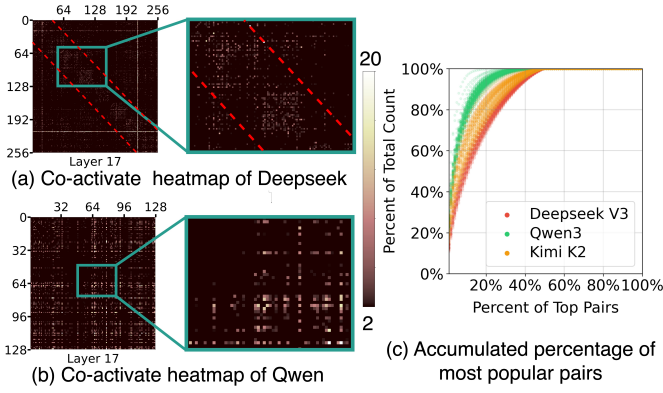 64 128 192 256
64
128
192
256
Layer 17
(a) Co-activate heatmap of Deepseek
32 64 96 128
32
64
96
128
Layer 17
(b) Co-activate heatmap of Qwen
20
2
100%
80%
60%
40%
20%
0%
Percent of Total Count
Deepseek V3
Qwen3
Kimi K2
20% 40% 60% 80% 100%
Percent of Top Pairs
(c) Accumulated percentage of
most popular pairs